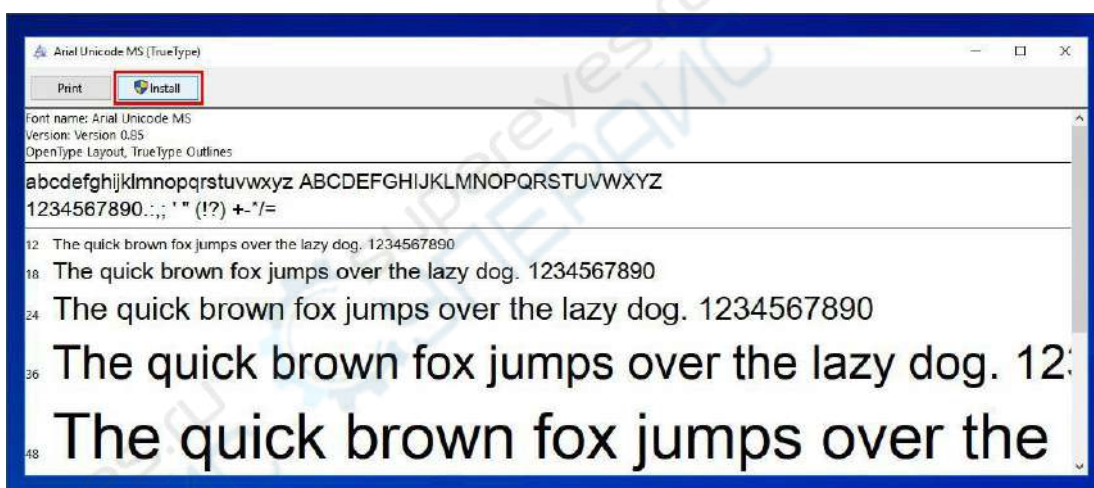 Arial Unicode MS (TrueType)
Print Install
Font name: Arial Unicode MS
Version: Version 0.85
OpenType Layout, TrueType Outlines
abcdefghijklmnopqrstuvwxyz ABCDEFGHIJKLMNOPQRSTUVWXYZ
1234567890.:,; ' " (!?) +-*/=
12 The quick brown fox jumps over the lazy dog. 1234567890
18 The quick brown fox jumps over the lazy dog. 1234567890
24 The quick brown fox jumps over the lazy dog. 1234567890
36 The quick brown fox jumps over the lazy dog. 12
48 The quick brown fox jumps over the
supereyes.ru